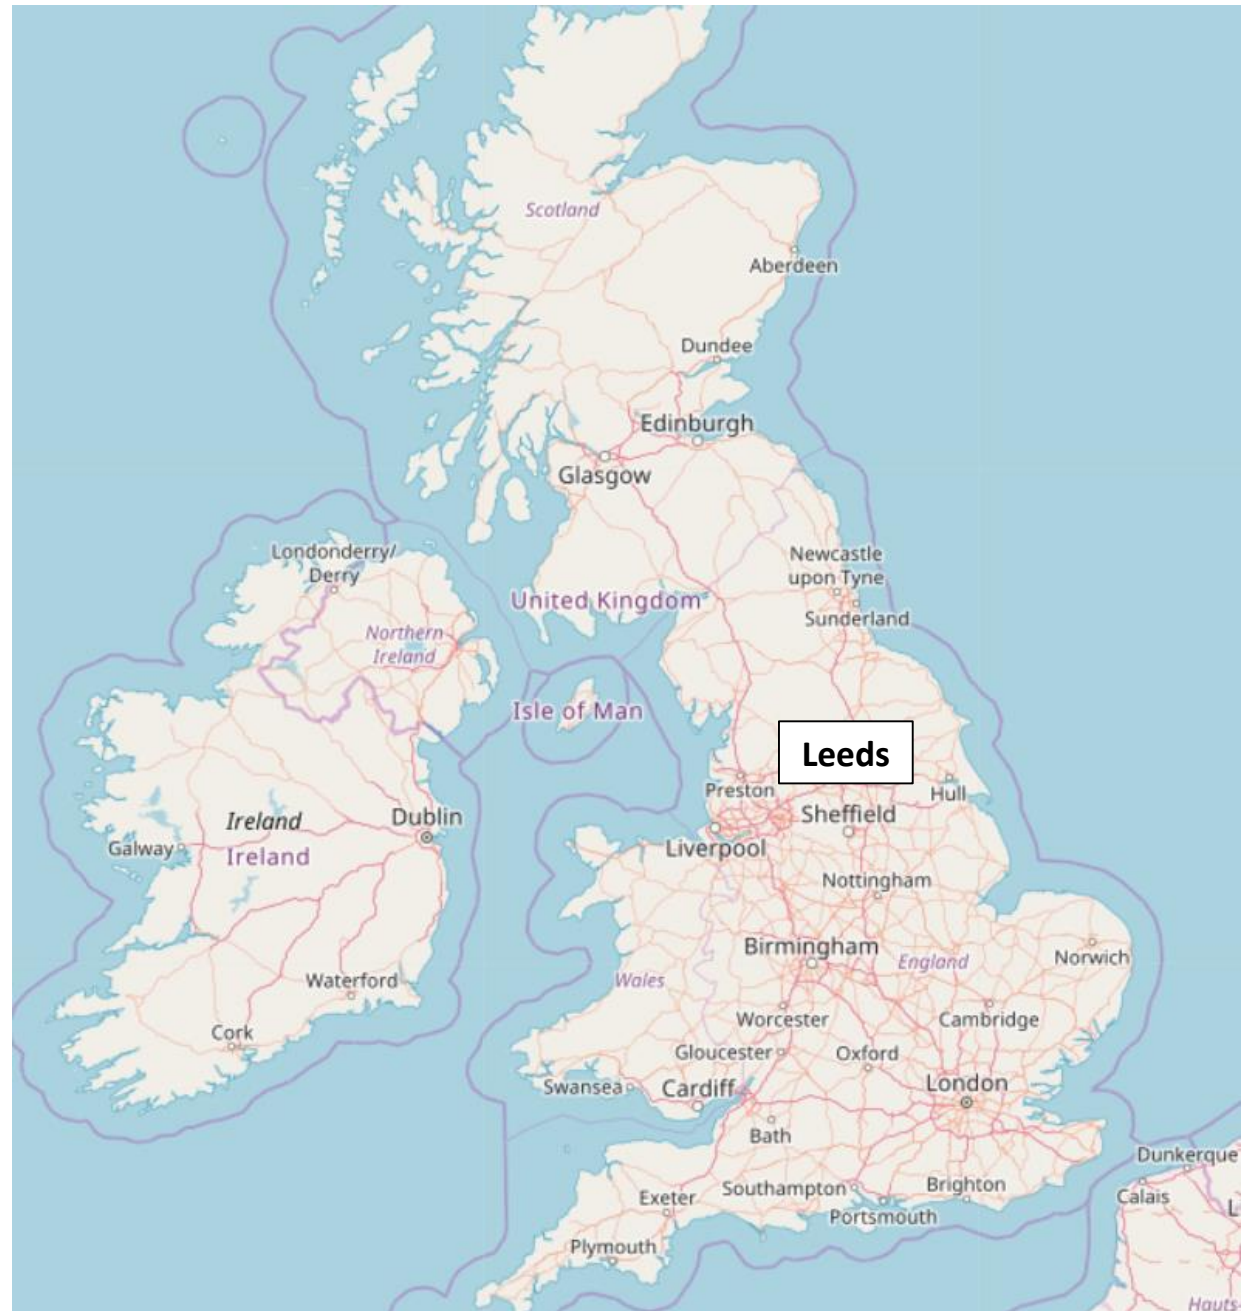 Scotland
Aberdeen
Dundee
Edinburgh
Glasgow
Londonderry/
Derry
Newcastle
upon Tyne
United Kingdom
Sunderland
Northern
Ireland
Isle of Man
Leeds
Preston
Hull
Sheffield
Dublin
Ireland
Galway
Liverpool
Ireland
Nottingham
Birmingham
Norwich
England
Wales
Waterford
Worcester
Cambridge
Cork
Gloucester
Oxford
Swansea
Cardiff
London
Bath
Dunkerque
Southampton
Brighton
Exeter
Calais
L
Portsmouth
Plymouth
Hauts-